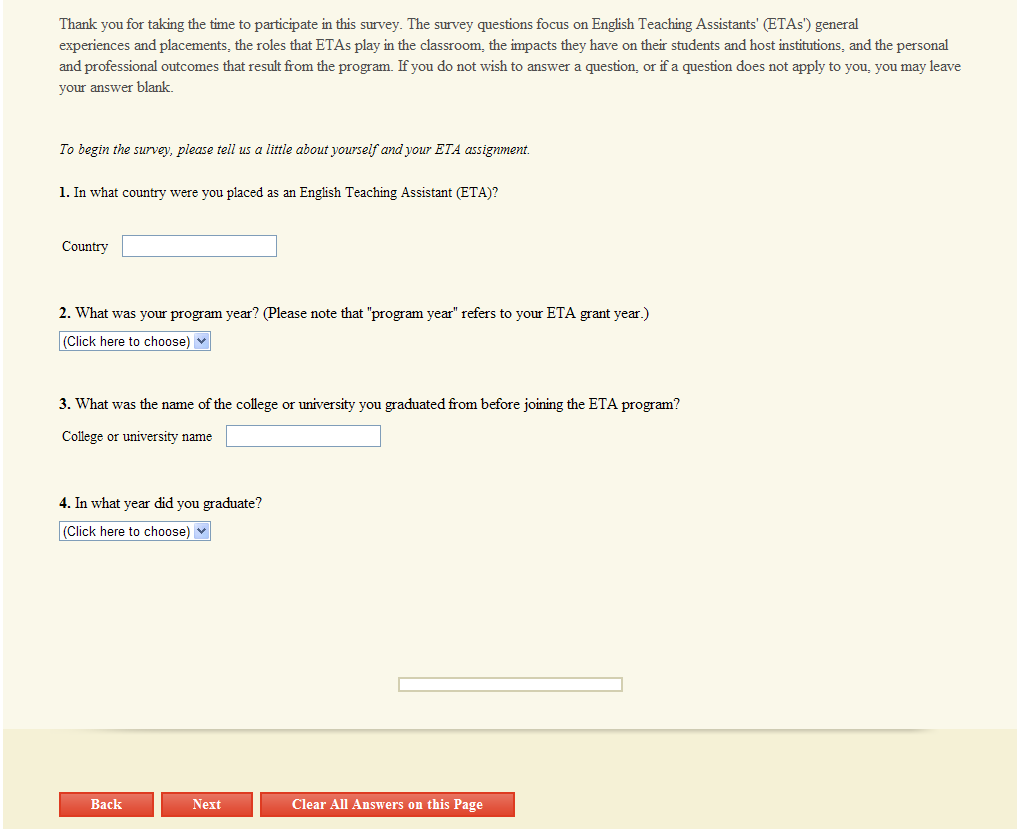 Thank you for taking the time to participate in this survey. The survey questions focus on English Teaching Assistants' (ETAs') general
experiences and placements, the roles that ETAs play in the classroom, the impacts they have on their students and host institutions, and the personal
and professional outcomes that result from the program. If you do not wish to answer a question, or if a question does not apply to you, you may leave
your answer blank.
To begin the survey, please tell us a little about yourself and your ETA assignment.
1. In what country were you placed as an English Teaching Assistant (ETA)?
Country
2. What was your program year? (Please note that "program year" refers to your ETA grant year.)
(Click here to choose)
3. What was the name of the college or university you graduated from before joining the ETA program?
College or university name
4. In what year did you graduate?
(Click here to choose)
Back Next Clear All Answers on this Page